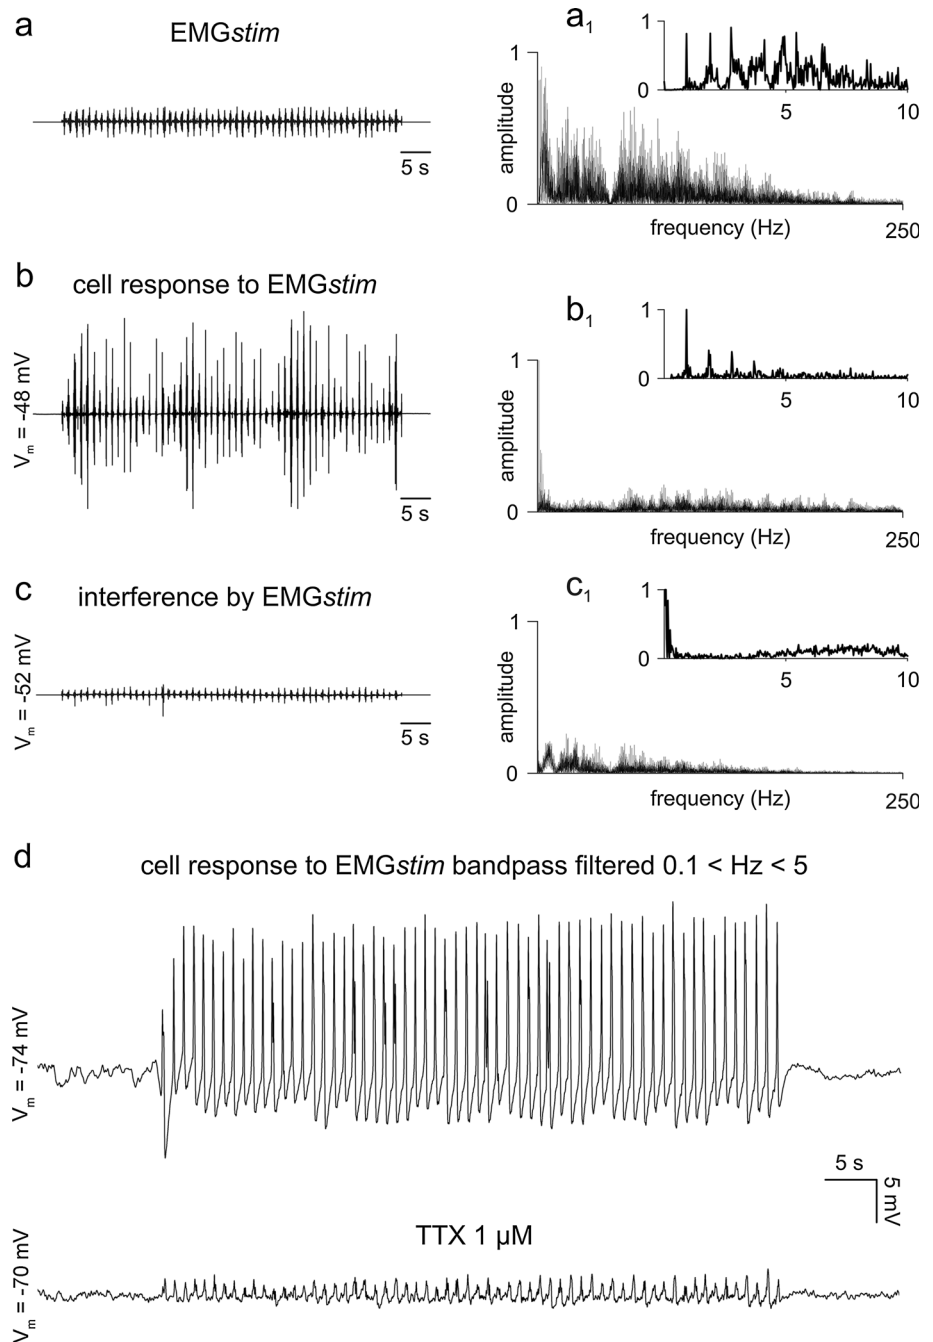 a
EMGstim
5 s
a1
1
0
5
10
1
amplitude
0
frequency (Hz)
250
b
cell response to EMGstim
Vm = -48 mV
5 s
b1
1
0
5
10
1
amplitude
0
frequency (Hz)
250
c
interference by EMGstim
Vm = -52 mV
5 s
c1
1
0
5
10
1
amplitude
0
frequency (Hz)
250
d
cell response to EMGstim bandpass filtered 0.1 < Hz < 5
Vm = -74 mV
5 s
5 mV
TTX 1 µM
Vm = -70 mV